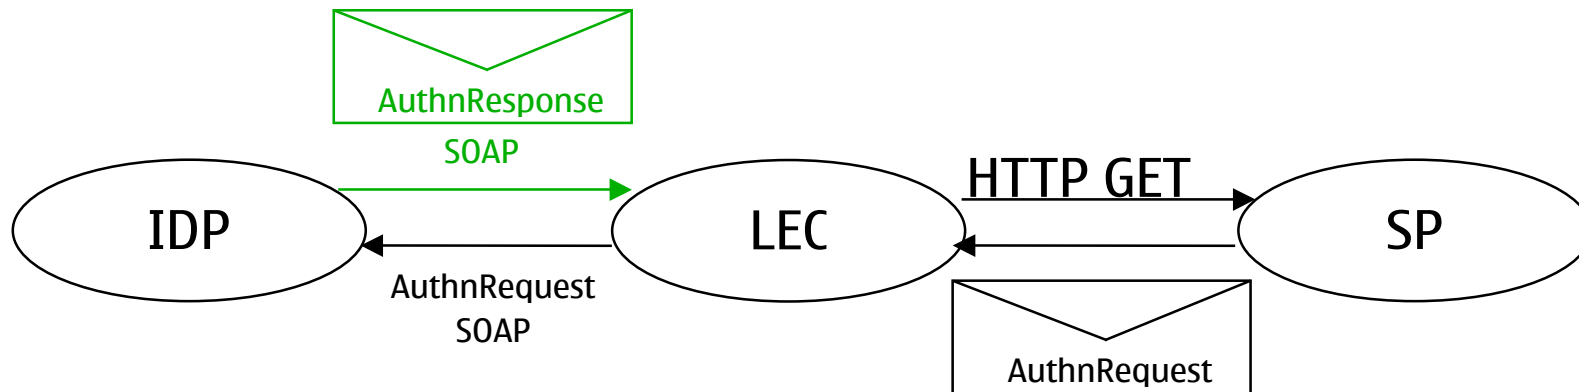 AuthnResponse
SOAP
HTTP GET
IDP
LEC
SP
AuthnRequest
SOAP
AuthnRequest